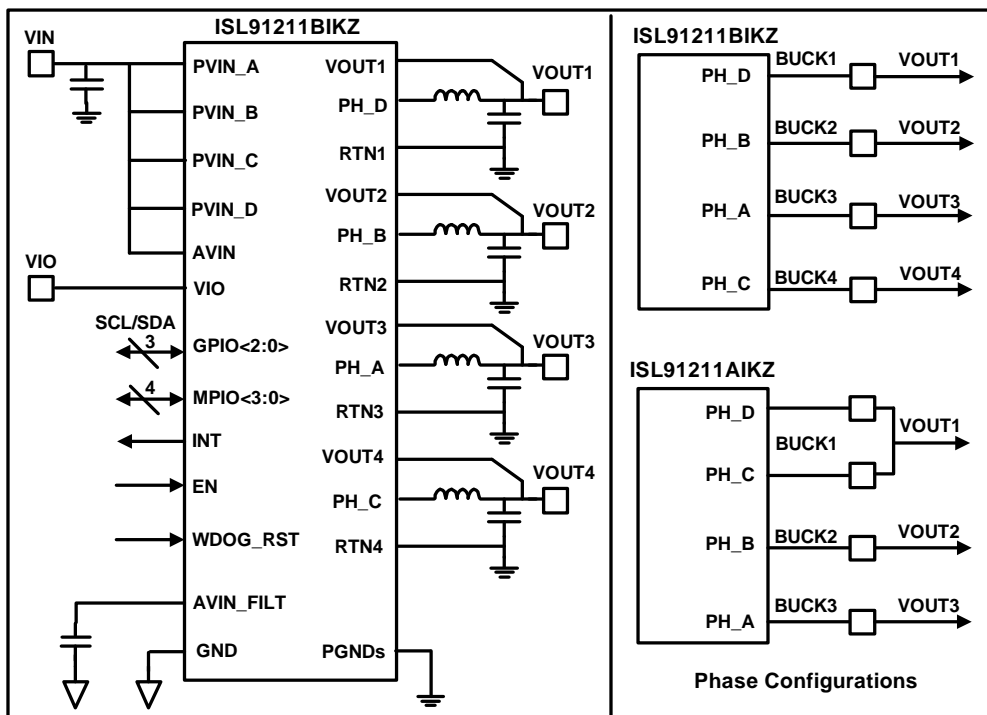 ISL91211BIKZ
VIN
PVIN_A
PVIN_B
PVIN_C
PVIN_D
AVIN
VIO
VIO
SCL/SDA
3
GPIO<2:0>
4
MPIO<3:0>
INT
EN
WDOG_RST
AVIN_FILT
GND
VOUT1
PH_D
RTN1
VOUT1
VOUT2
PH_B
RTN2
VOUT2
VOUT3
PH_A
RTN3
VOUT3
VOUT4
PH_C
RTN4
VOUT4
PGNDs
ISL91211BIKZ
PH_D
BUCK1
VOUT1
PH_B
BUCK2
VOUT2
PH_A
BUCK3
VOUT3
PH_C
BUCK4
VOUT4
ISL91211AIKZ
PH_D
BUCK1
VOUT1
PH_C
PH_B
BUCK2
VOUT2
PH_A
BUCK3
VOUT3
Phase Configurations